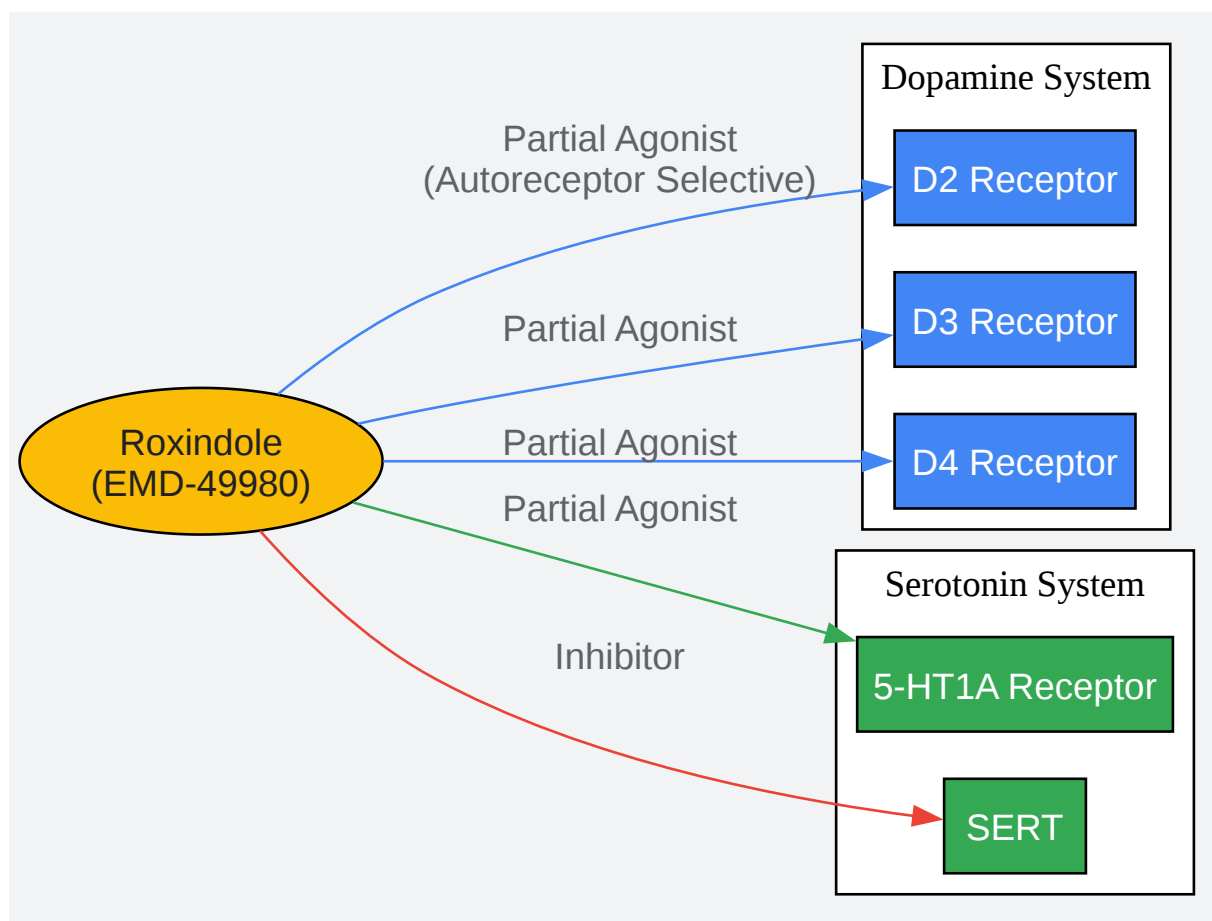 Dopamine System
Partial Agonist
(Autoreceptor Selective)
D2 Receptor
Partial Agonist
D3 Receptor
Roxindole
(EMD-49980)
Partial Agonist
D4 Receptor
Partial Agonist
Serotonin System
Inhibitor
5-HT1A Receptor
SERT